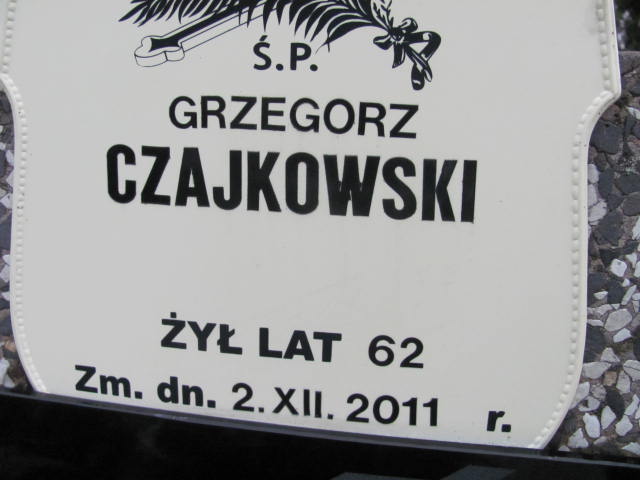 Ś.P.
GRZEGORZ
CZAJKOWSKI
ŻYŁ LAT 62
Zm. dn. 2. XII. 2011 r.